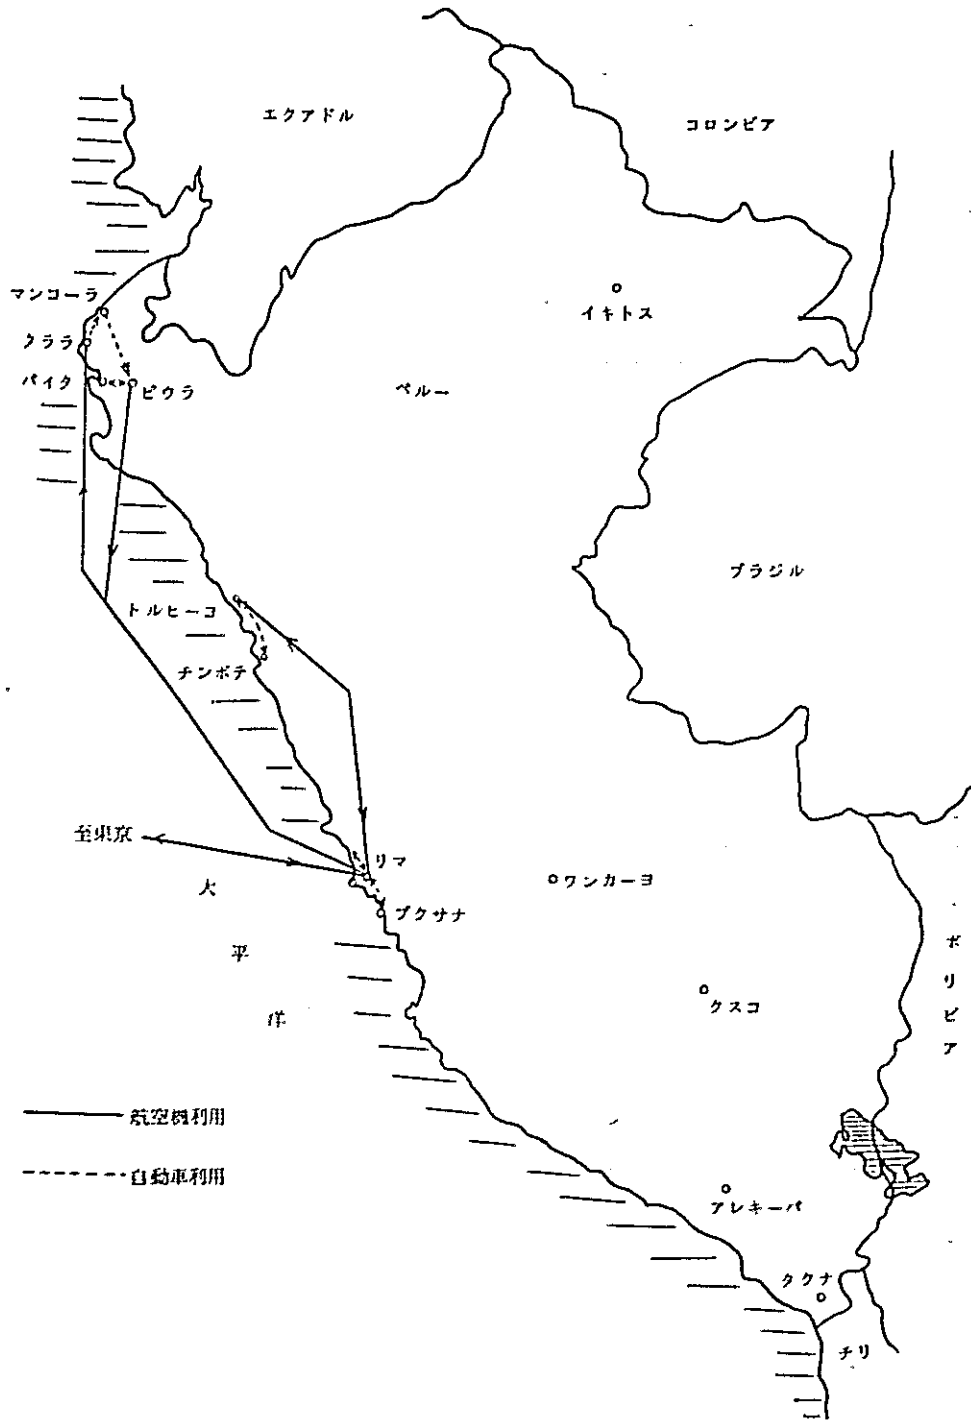 エクアドル
コロンビア
マンコーラ
イキトス
クララ
パイタ
ピウラ
ペルー
ブラジル
トルヒーヨ
チンボテ
至東京
リマ
ワンカーヨ
プクサナ
太
平
洋
ボ
リ
ビ
ア
クスコ
航空機利用
自動車利用
アレキーパ
タクナ
チリ